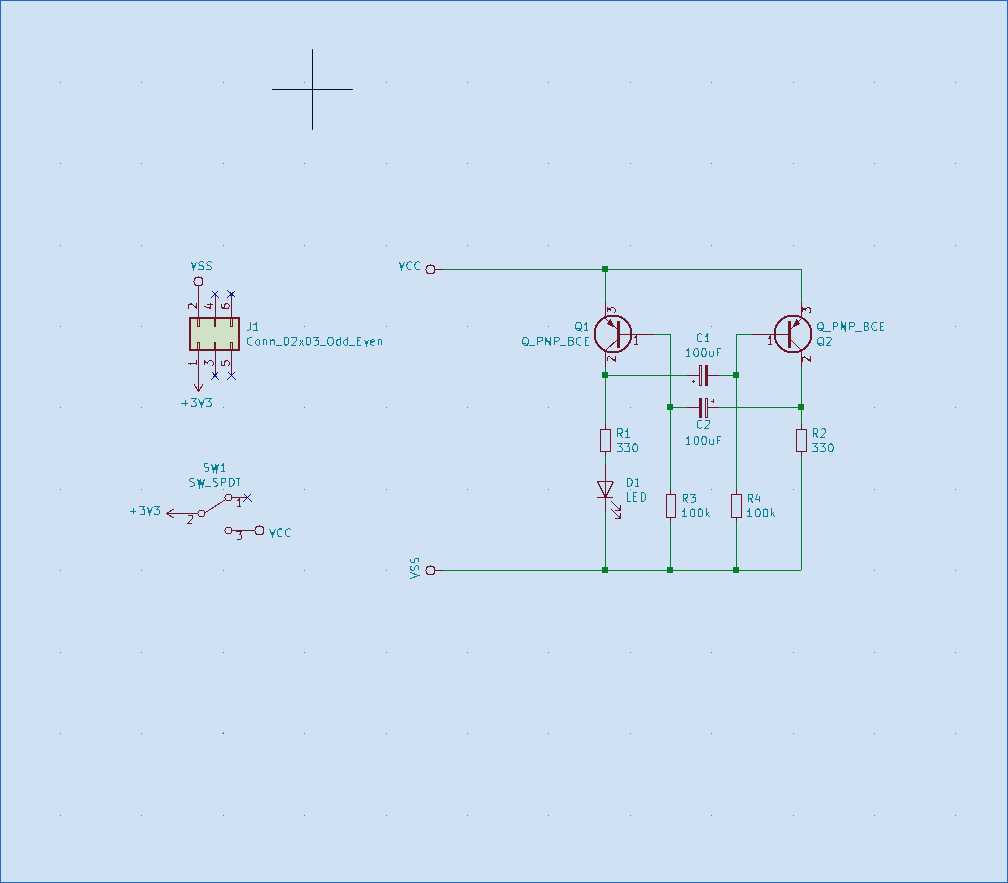 VSS
2
4
6
J1
Conn_02x03_Odd_Even
1
3
5
+3V3
SW1
SW_SPDT
1
+3V3
2
3
VCC
VCC
3
Q1
Q_PNP_BCE
1
2
C1
100uF
C2
100uF
3
Q_PNP_BCE
Q2
1
2
R1
330
R2
330
D1
LED
R3
100k
R4
100k
VSS